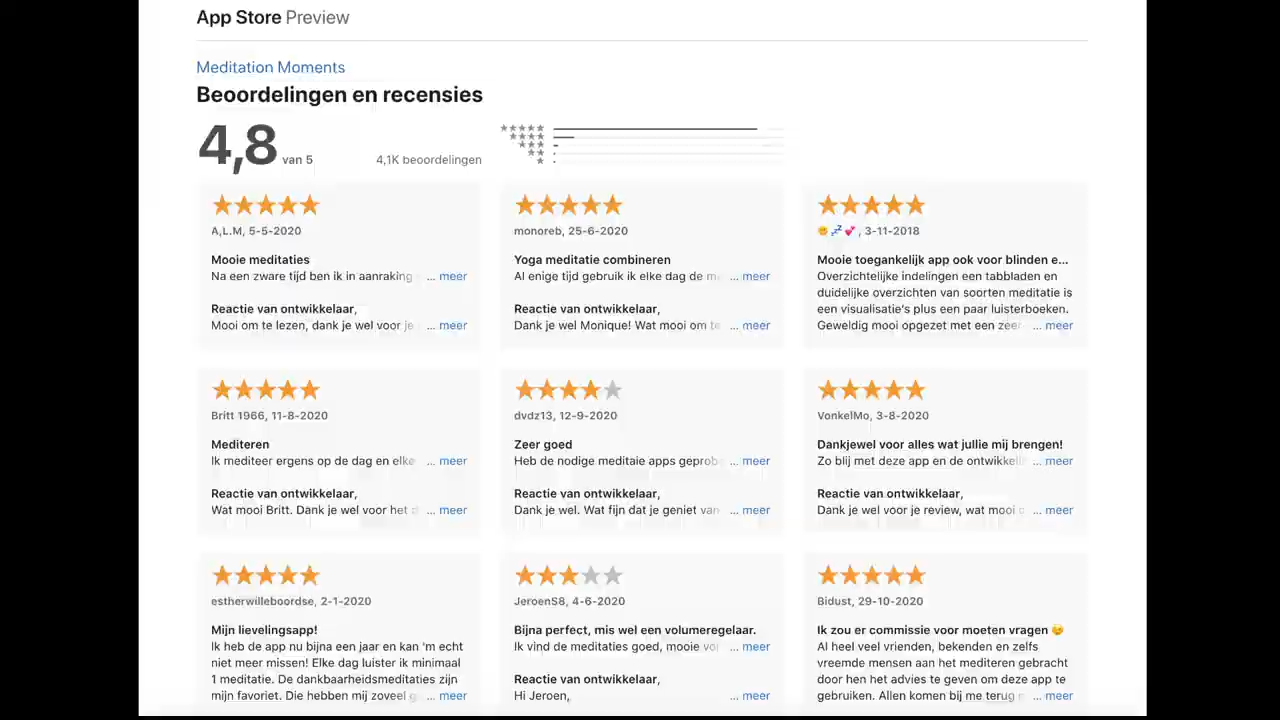 App Store Preview
Meditation Moments
Beoordelingen en recensies
4,8 van 5
4,1K beoordelingen
A,L.M, 5-5-2020
Mooie meditaties
Na een zware tijd ben ik in aanraking ... meer
Reactie van ontwikkelaar,
Mooi om te lezen, dank je wel voor je ... meer
monoreb, 25-6-2020
Yoga meditatie combineren
Al enige tijd gebruik ik elke dag de ... meer
Reactie van ontwikkelaar,
Dank je wel Monique! Wat mooi om te ... meer
🌞💤💕, 3-11-2018
Mooie toegankelijk app ook voor blinden e...
Overzichtelijke indelingen een tabbladen en
duidelijke overzichten van soorten meditatie is
een visualisatie's plus een paar luisterboeken.
Geweldig mooi opgezet met een zeer ... meer
Britt 1966, 11-8-2020
Mediteren
Ik mediteer ergens op de dag en elke ... meer
Reactie van ontwikkelaar,
Wat mooi Britt. Dank je wel voor het ... meer
dvdz13, 12-9-2020
Zeer goed
Heb de nodige meditaie apps geprob ... meer
Reactie van ontwikkelaar,
Dank je wel. Wat fijn dat je geniet van ... meer
VonkelMo, 3-8-2020
Dankjewel voor alles wat jullie mij brengen!
Zo blij met deze app en de ontwikkeli ... meer
Reactie van ontwikkelaar,
Dank je wel voor je review, wat mooi ... meer
estherwilleboordse, 2-1-2020
Mijn lievelingsapp!
Ik heb de app nu bijna een jaar en kan 'm echt
niet meer missen! Elke dag luister ik minimaal
1 meditatie. De dankbaarheidsmeditaties zijn
mijn favoriet. Die hebben mij zoveel ... meer
JeroenS8, 4-6-2020
Bijna perfect, mis wel een volumeregelaar.
Ik vind de meditaties goed, mooie vo ... meer
Reactie van ontwikkelaar,
Hi Jeroen, ... meer
Bidust, 29-10-2020
Ik zou er commissie voor moeten vragen 😉
Al heel veel vrienden, bekenden en zelfs
vreemde mensen aan het mediteren gebracht
door hen het advies te geven om deze app te
gebruiken. Allen komen bij me terug ... meer